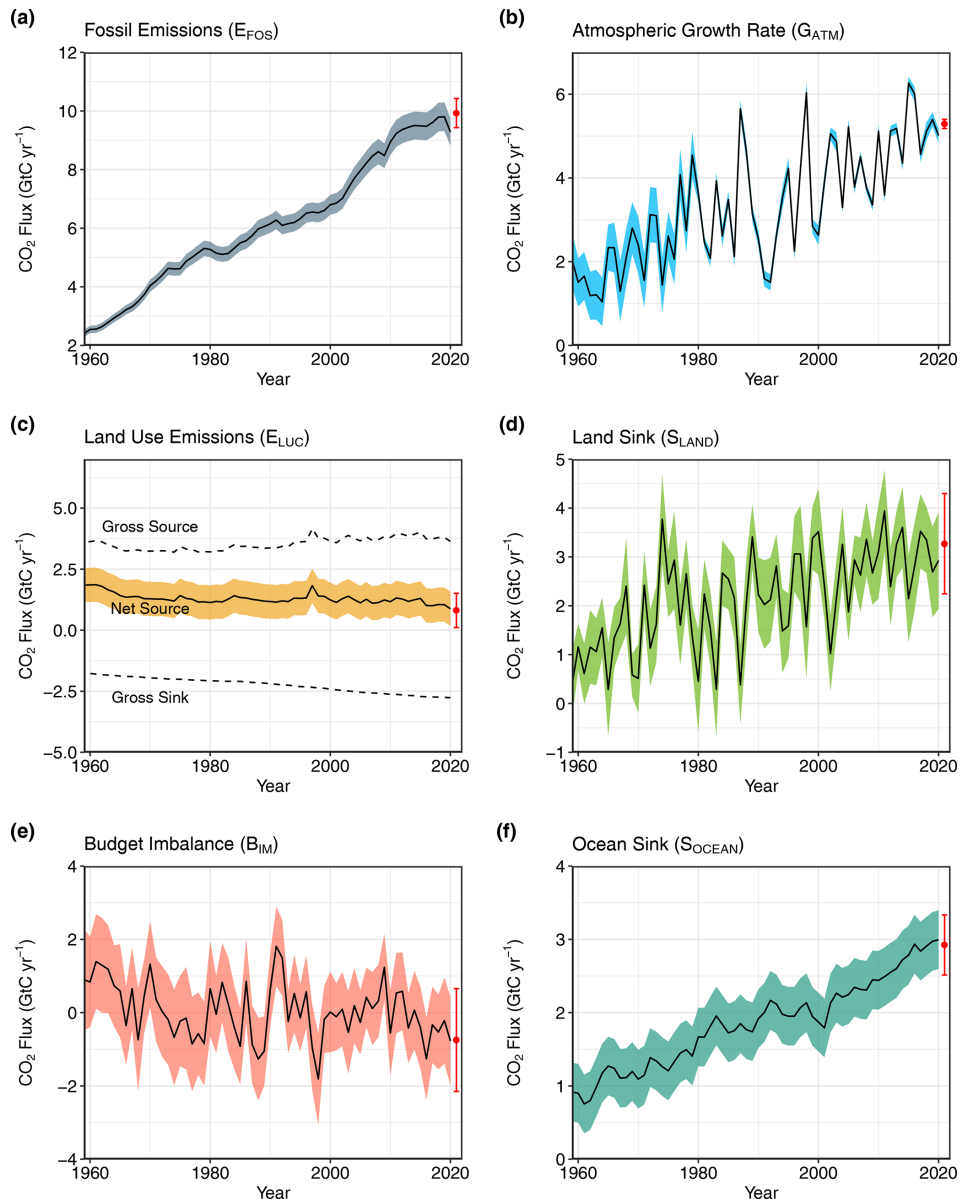 (a)
Fossil Emissions (E_FOS)
CO₂ Flux (GtC yr⁻¹)
12
10
8
6
4
2
1960 1980 2000 2020
Year
(b)
Atmospheric Growth Rate (G_ATM)
CO₂ Flux (GtC yr⁻¹)
6
4
2
0
1960 1980 2000 2020
Year
(c)
Land Use Emissions (E_LUC)
CO₂ Flux (GtC yr⁻¹)
5.0
2.5
0.0
−2.5
−5.0
Gross Source
Net Source
Gross Sink
1960 1980 2000 2020
Year
(d)
Land Sink (S_LAND)
CO₂ Flux (GtC yr⁻¹)
5
4
3
2
1
0
−1
1960 1980 2000 2020
Year
(e)
Budget Imbalance (B_IM)
CO₂ Flux (GtC yr⁻¹)
4
2
0
−2
−4
1960 1980 2000 2020
Year
(f)
Ocean Sink (S_OCEAN)
CO₂ Flux (GtC yr⁻¹)
4
3
2
1
0
1960 1980 2000 2020
Year